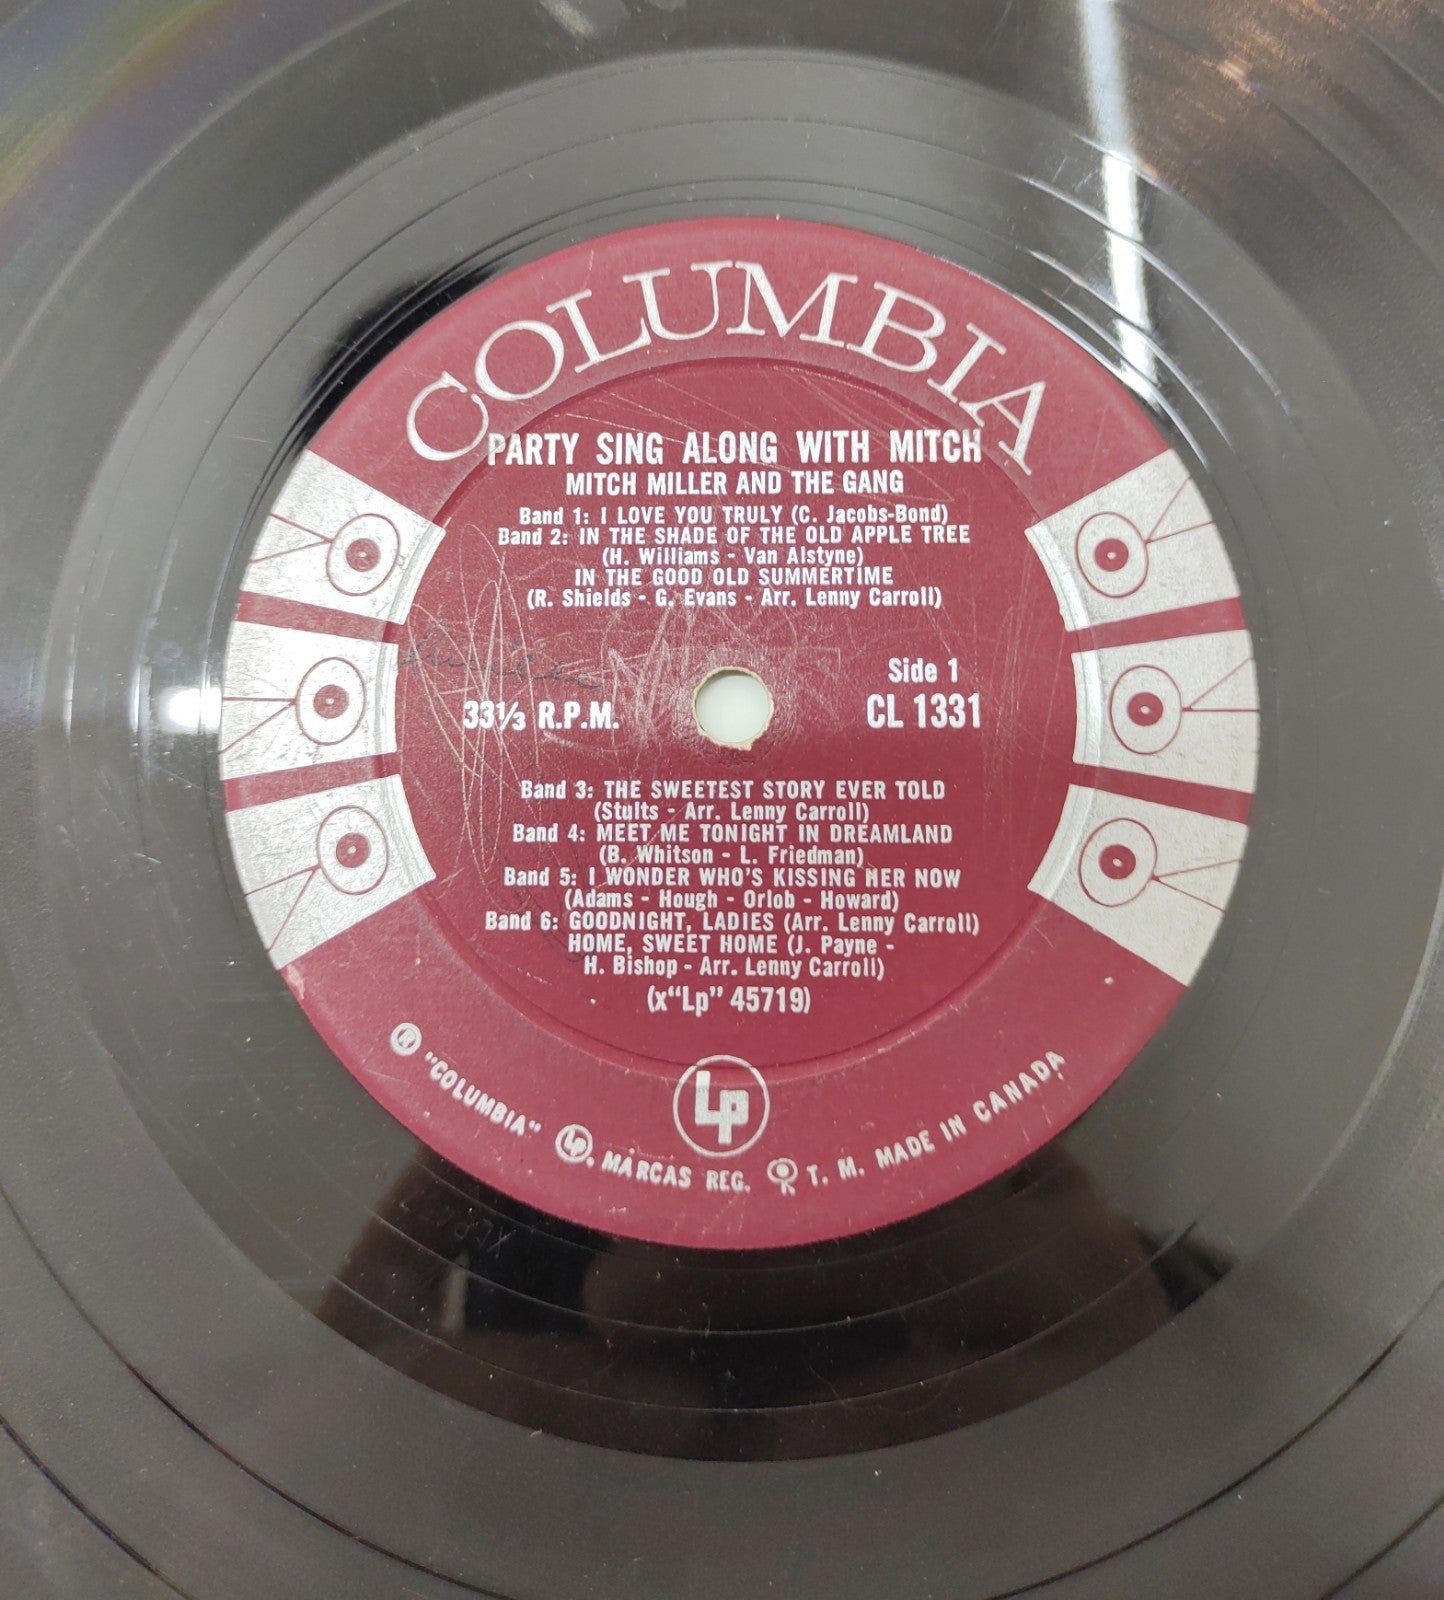 COLUMBIA
PARTY SING ALONG WITH MITCH
MITCH MILLER AND THE GANG
Band 1: I LOVE YOU TRULY (C. Jacobs-Bond)
Band 2: IN THE SHADE OF THE OLD APPLE TREE
(H. Williams - Van Alstyne)
IN THE GOOD OLD SUMMERTIME
(R. Shields - G. Evans - Arr. Lenny Carroll)
Side 1
33⅓ R.P.M.
CL 1331
Band 3: THE SWEETEST STORY EVER TOLD
(Stults - Arr. Lenny Carroll)
Band 4: MEET ME TONIGHT IN DREAMLAND
(B. Whitson - L. Friedman)
Band 5: I WONDER WHO'S KISSING HER NOW
(Adams - Hough - Orlob - Howard)
Band 6: GOODNIGHT, LADIES (Arr. Lenny Carroll)
HOME, SWEET HOME (J. Payne -
H. Bishop - Arr. Lenny Carroll)
(x"Lp" 45719)
Lp
® "COLUMBIA" Lp. MARCAS REG. T. M. MADE IN CANADA